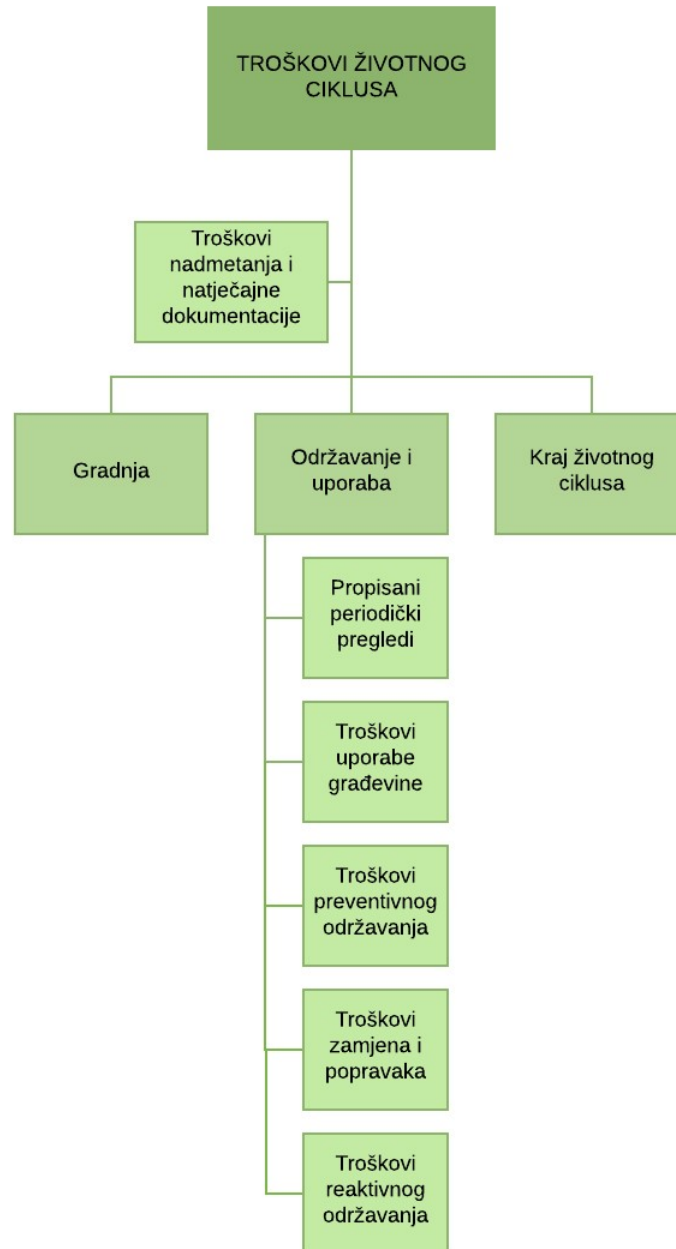 TROŠKOVI ŽIVOTNOG
CIKLUSA
Troškovi
nadmetanja i
natječajne
dokumentacije
Gradnja
Održavanje i
uporaba
Kraj životnog
ciklusa
Propisani
periodički
pregledi
Troškovi
uporabe
građevine
Troškovi
preventivnog
održavanja
Troškovi
zamjena i
popravaka
Troškovi
reaktivnog
održavanja